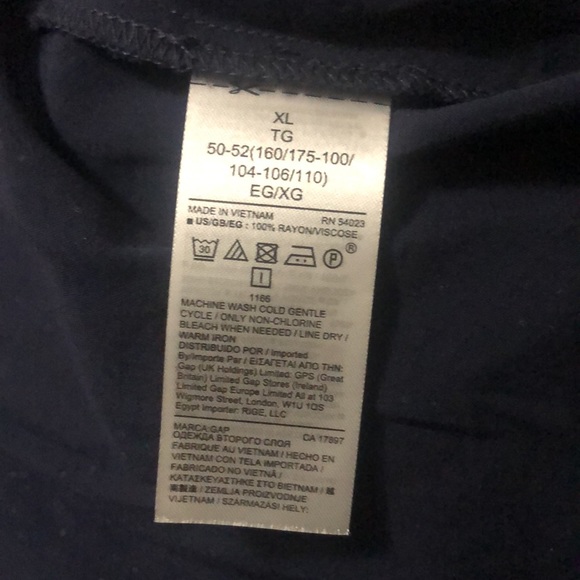 XL
TG
50-52(160/175-100/
104-106/110)
EG/XG
MADE IN VIETNAM RN 54023
■ US/GB/EG : 100% RAYON/VISCOSE
30 P ®
1166
MACHINE WASH COLD GENTLE
CYCLE / ONLY NON-CHLORINE
BLEACH WHEN NEEDED / LINE DRY /
WARM IRON
DISTRIBUIDO POR / Imported
By/Importe Par / ΕΙΣΑΓΕΤΑΙ ΑΠΟ ΤΗΝ:
Gap (UK Holdings) Limited: GPS (Great
Britain) Limited Gap Stores (Ireland)
Limited Gap Europe Limited All at 103
Wigmore Street, London, W1U 1QS
Egypt Importer: RIGE, LLC
MARCA:GAP CA 17897
ОДЕЖДА ВТОРОГО СЛОЯ
FABRIQUE AU VIETNAM / HECHO EN
VIETNAM CON TELA IMPORTADA /
FABRICADO NO VIETNÃ /
ΚΑΤΑΣΚΕΥΑΣΤΗΚΕ ΣΤΟ ΒΙΕΤΝΑΜ / 越
南製造 / ZEMLJA PROIZVODNJE
VIJETNAM / SZÁRMAZÁSI HELY: